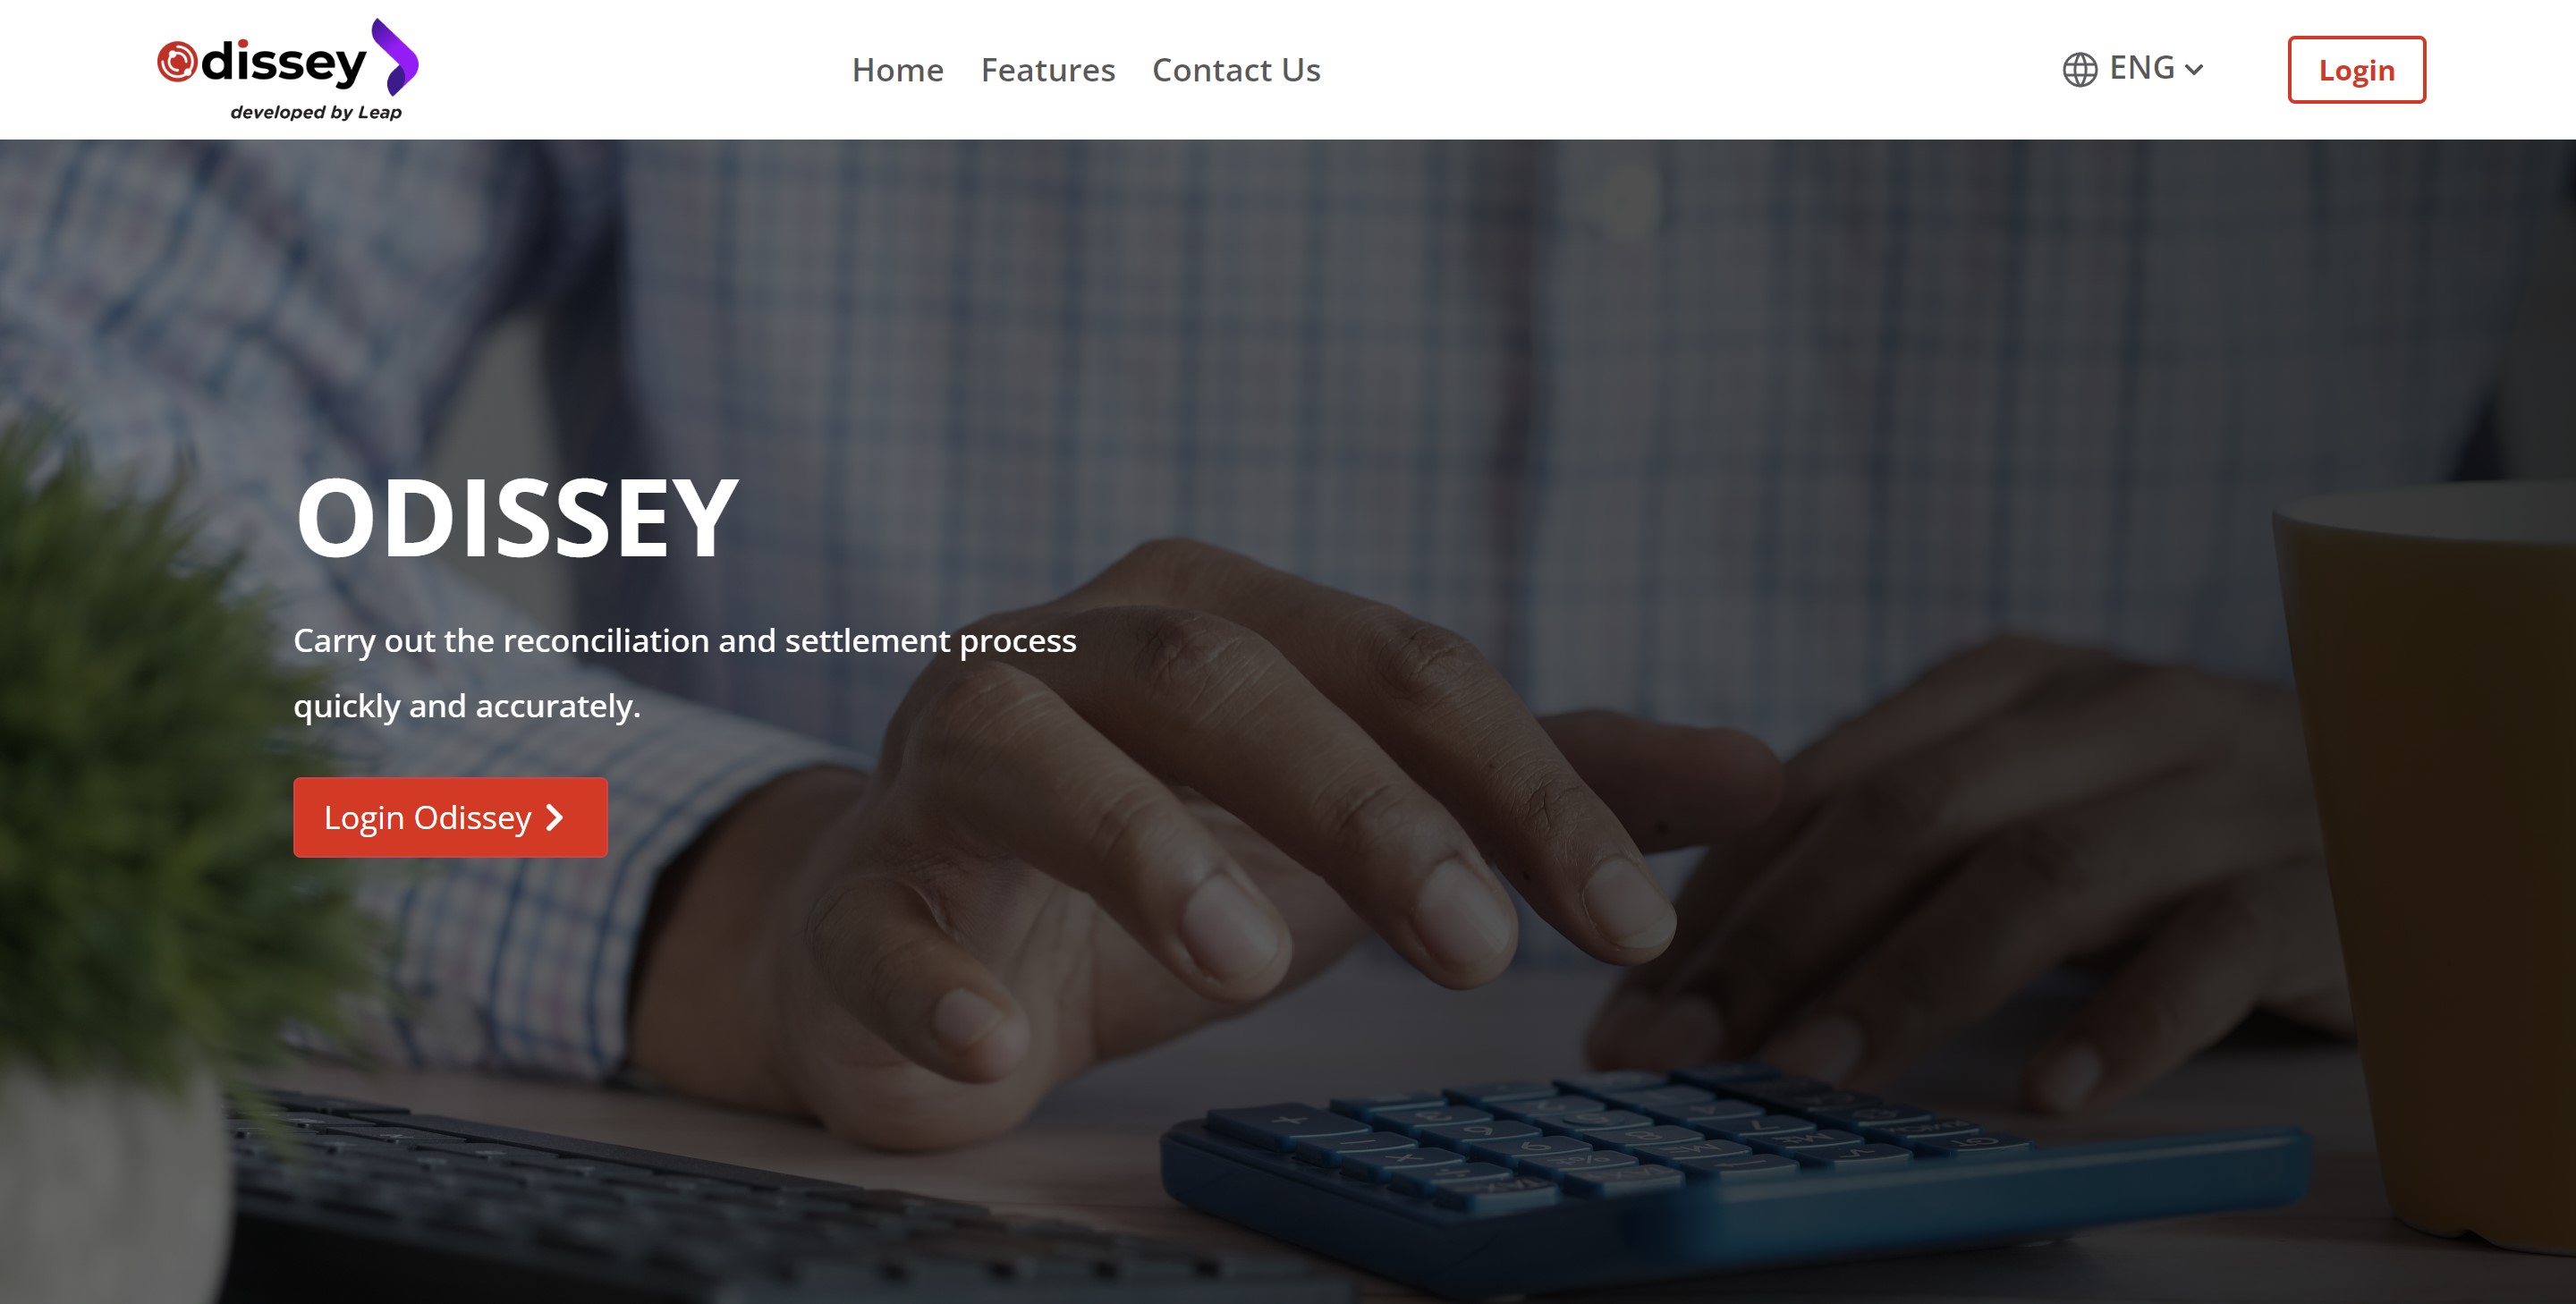 Odissey
developed by Leap
Home
Features
Contact Us
ENG
Login
ODISSEY
Carry out the reconciliation and settlement process
quickly and accurately.
Login Odissey